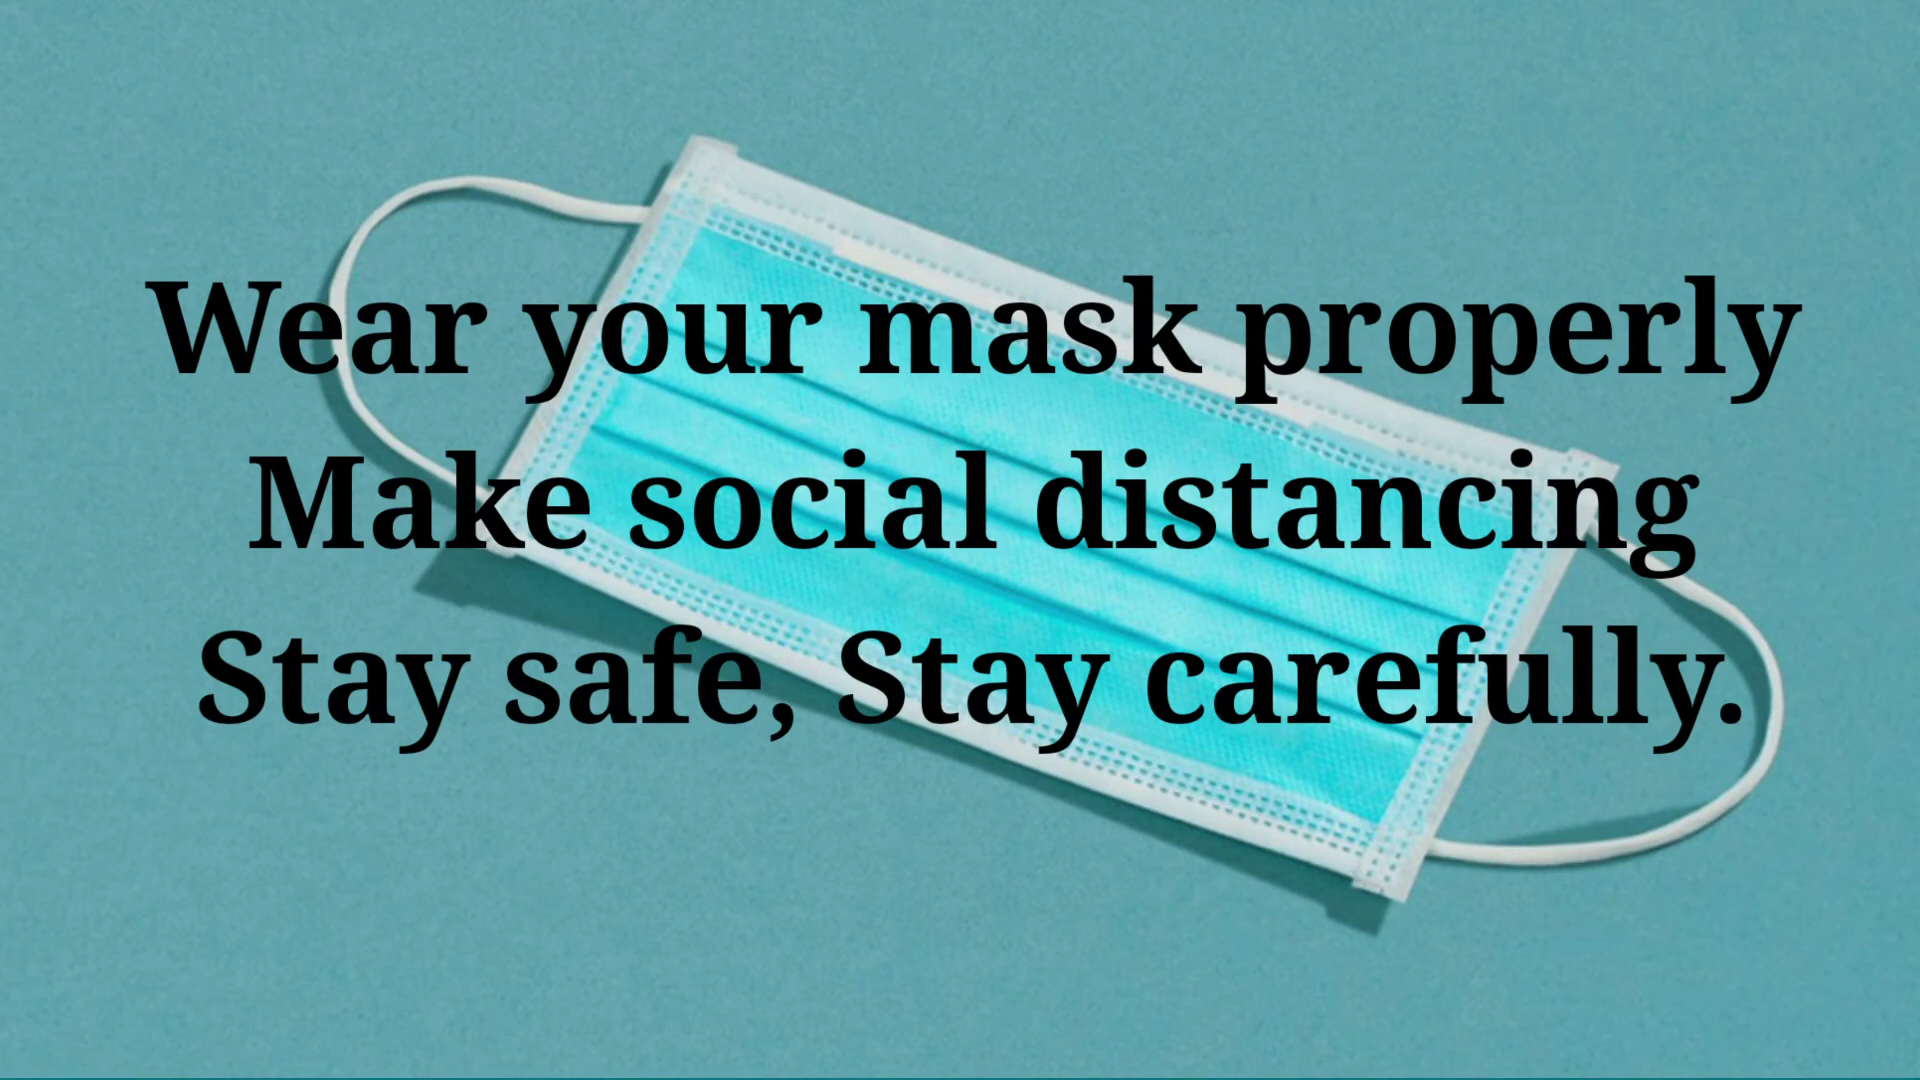 Wear your mask properly
Make social distancing
Stay safe, Stay carefully.